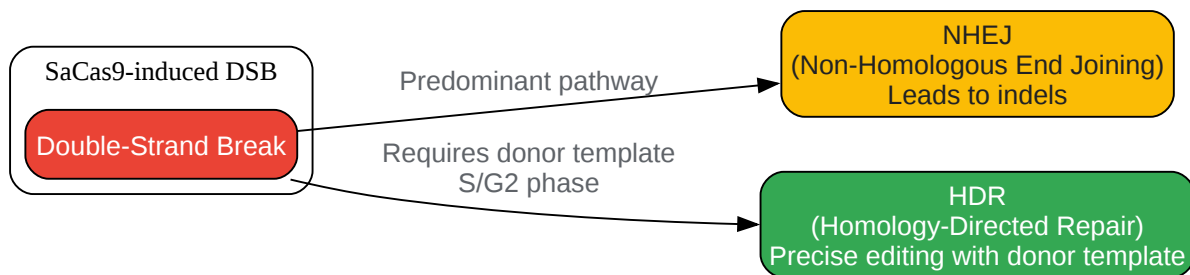 SaCas9-induced DSB
Double-Strand Break
Predominant pathway
Requires donor template
S/G2 phase
NHEJ
(Non-Homologous End Joining)
Leads to indels
HDR
(Homology-Directed Repair)
Precise editing with donor template